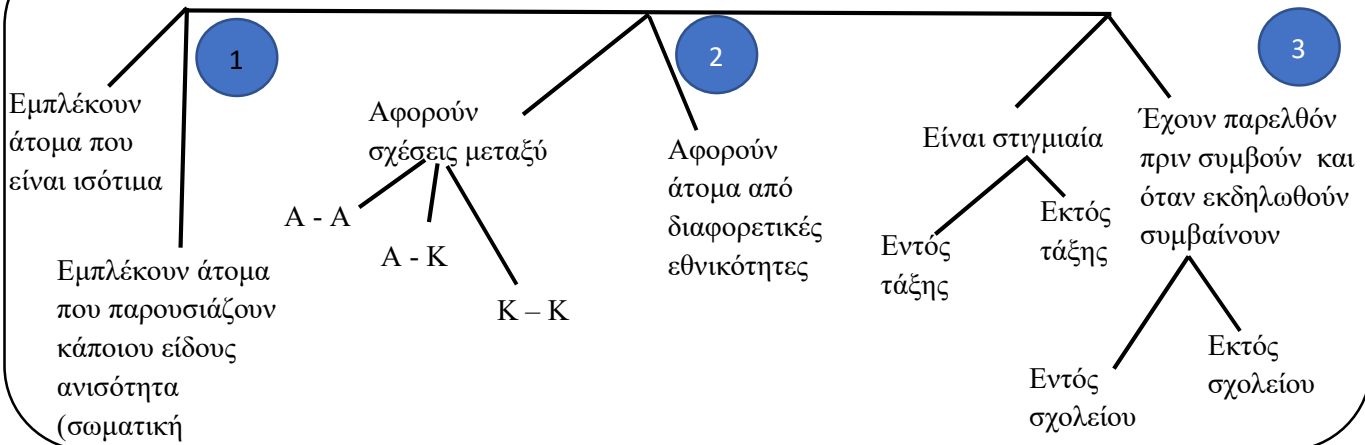 1
2
3
Εμπλέκουν
άτομα που
είναι ισότιμα
Εμπλέκουν άτομα
που παρουσιάζουν
κάποιου είδους
ανισότητα
(σωματική
Αφορούν
σχέσεις μεταξύ
Α - Α
Α - Κ
Κ – Κ
Αφορούν
άτομα από
διαφορετικές
εθνικότητες
Είναι στιγμιαία
Εντός
τάξης
Εκτός
τάξης
Έχουν παρελθόν
πριν συμβούν και
όταν εκδηλωθούν
συμβαίνουν
Εντός
σχολείου
Εκτός
σχολείου